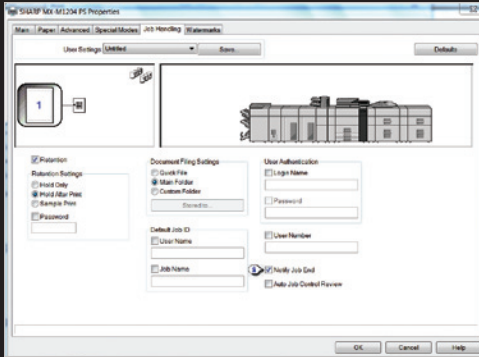 SHARP MX-M1204 PS Properties
Main Paper Advanced Special Modes Job Handling Watermarks
User Settings Untitled Save... Defaults
1
Retention
Retention Settings
Hold Only
Hold After Print
Sample Print
Password
Document Filing Settings
Quick File
Main Folder
Custom Folder
Stored to...
Default Job ID
User Name
Job Name
User Authentication
Login Name
Password
User Number
Notify Job End
Auto Job Control Review
OK Cancel Help